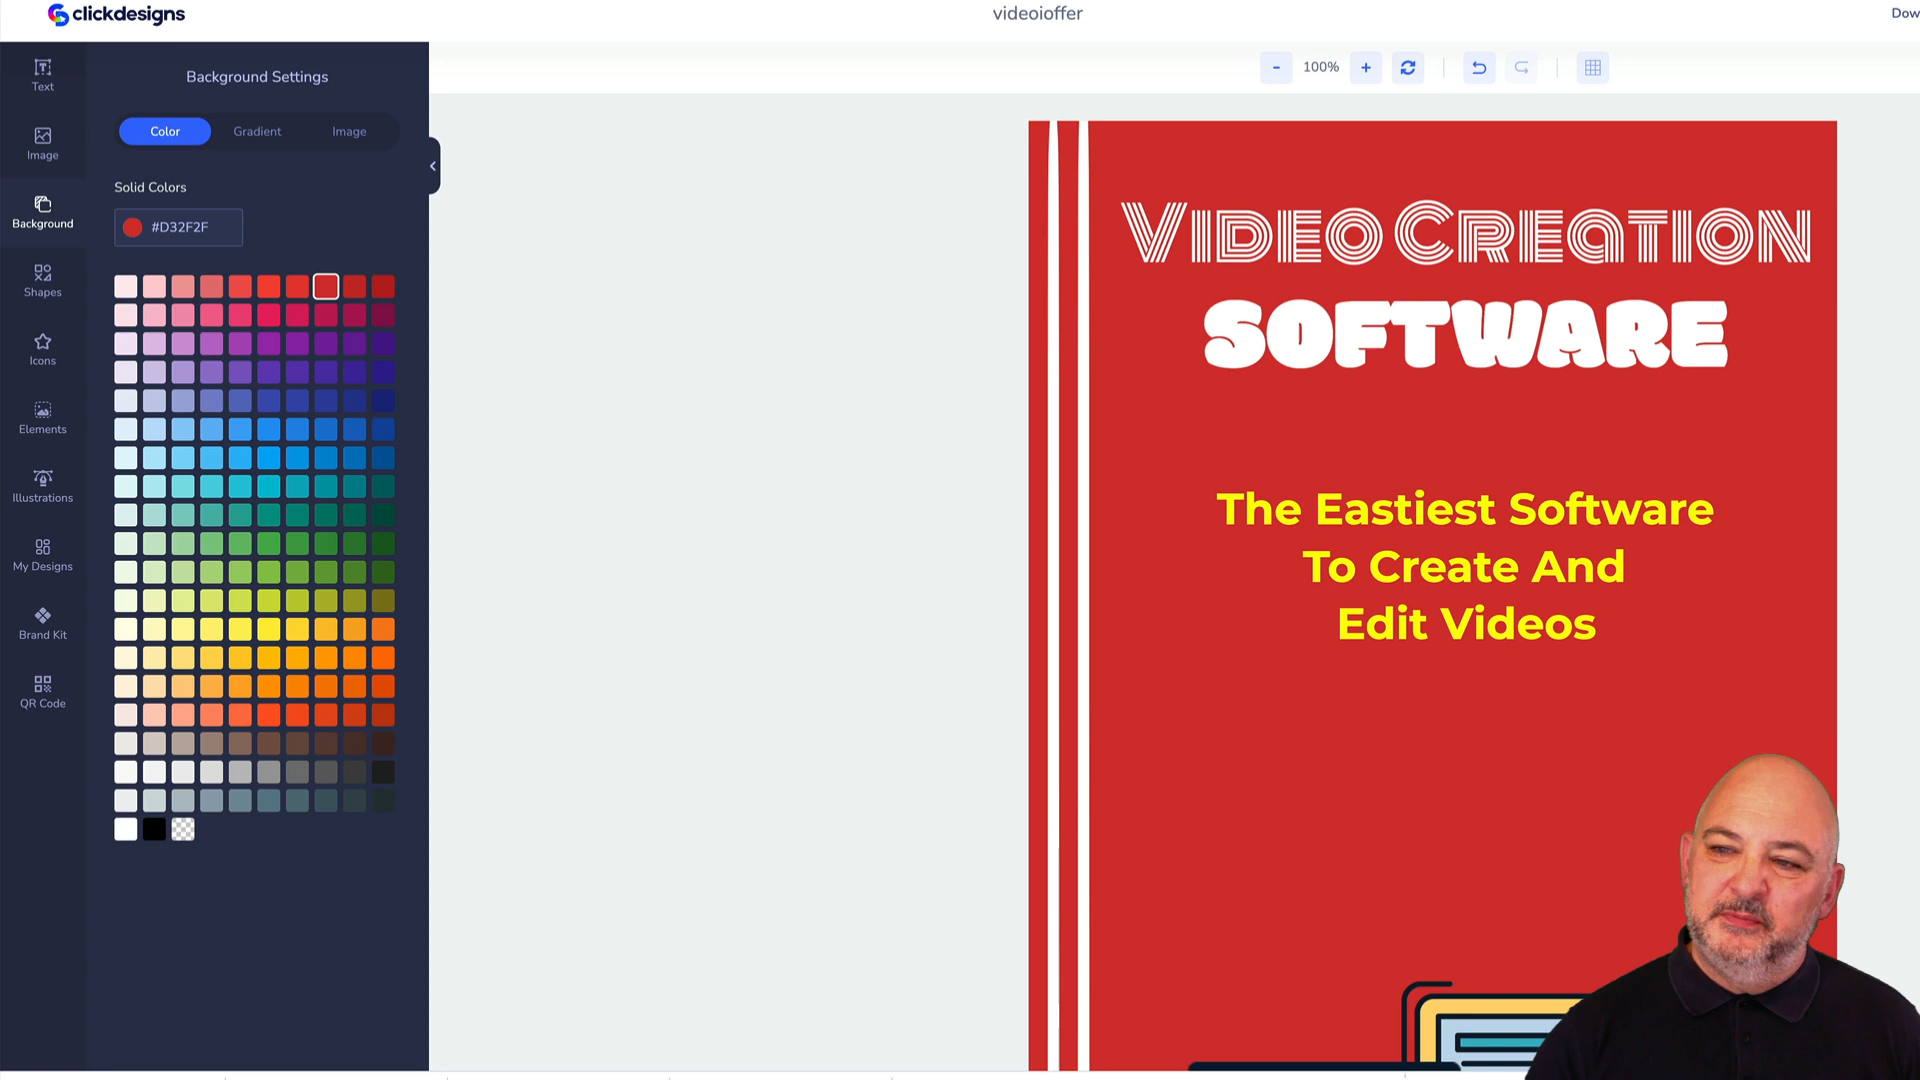 clickdesigns
videoioffer
Dow
Text
Image
Background
Shapes
Icons
Elements
Illustrations
My Designs
Brand Kit
QR Code
Background Settings
Color
Gradient
Image
Solid Colors
#D32F2F
-
100%
+
VIDEO CREATION
SOFTWARE
The Eastiest Software
To Create And
Edit Videos